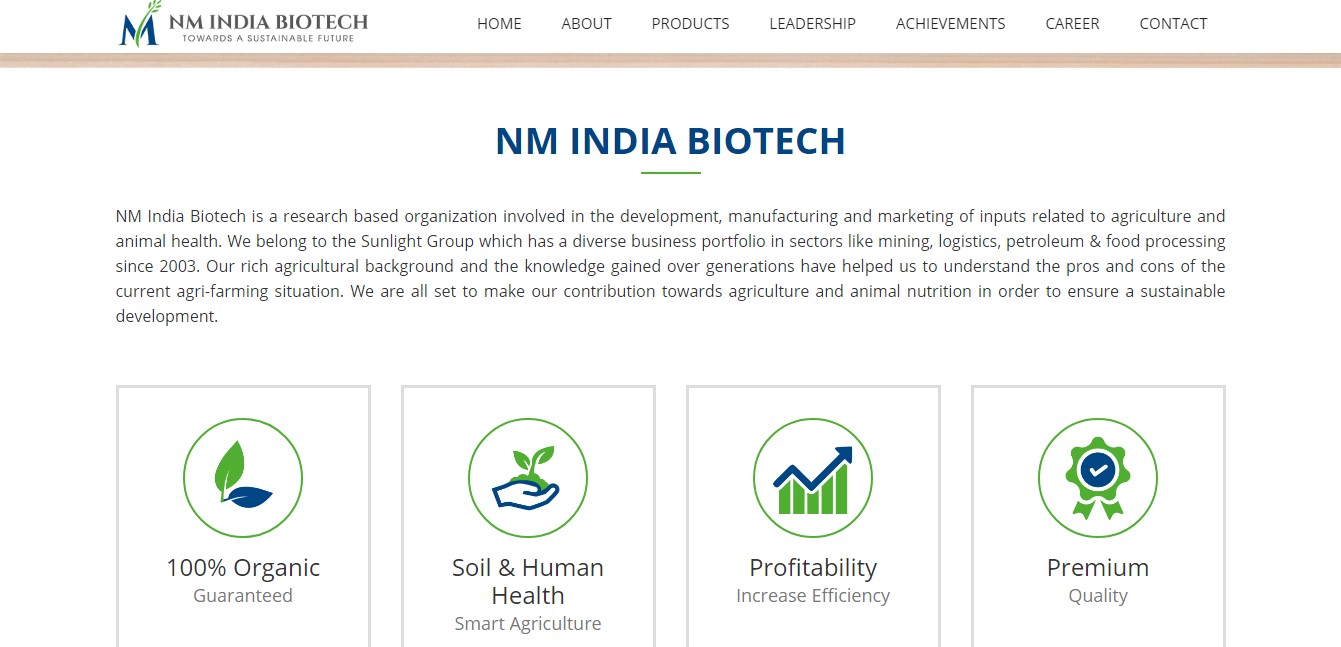 NM INDIA BIOTECH
TOWARDS A SUSTAINABLE FUTURE
HOME ABOUT PRODUCTS LEADERSHIP ACHIEVEMENTS CAREER CONTACT
NM INDIA BIOTECH
NM India Biotech is a research based organization involved in the development, manufacturing and marketing of inputs related to agriculture and
animal health. We belong to the Sunlight Group which has a diverse business portfolio in sectors like mining, logistics, petroleum & food processing
since 2003. Our rich agricultural background and the knowledge gained over generations have helped us to understand the pros and cons of the
current agri-farming situation. We are all set to make our contribution towards agriculture and animal nutrition in order to ensure a sustainable
development.
100% Organic
Guaranteed
Soil & Human
Health
Smart Agriculture
Profitability
Increase Efficiency
Premium
Quality